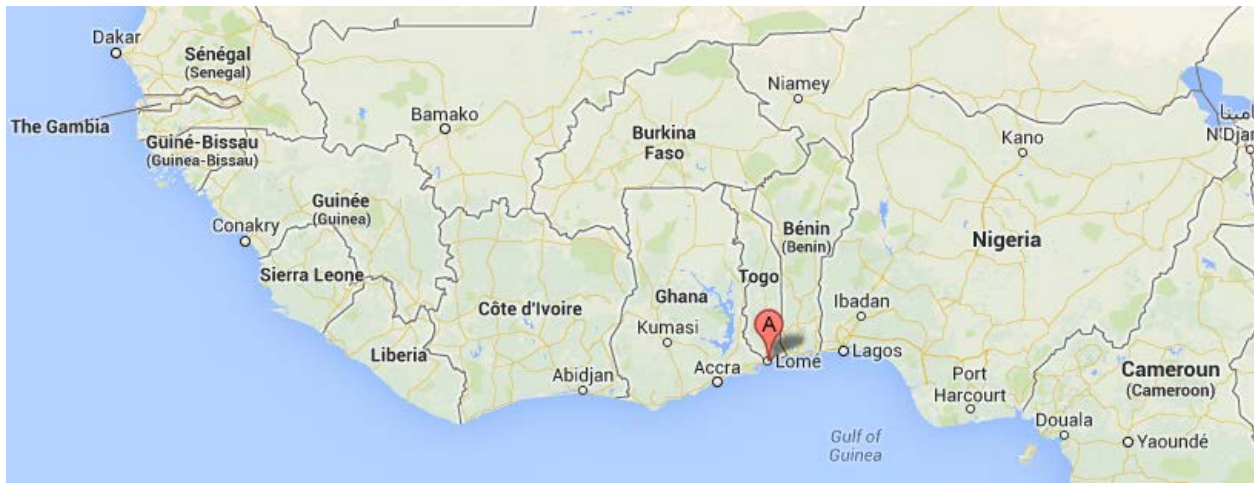 Dakar
Sénégal
(Senegal)
The Gambia
Guiné-Bissau
(Guinea-Bissau)
Bamako
Niamey
Burkina
Faso
Kano
N'Dja
Guinée
(Guinea)
Conakry
Bénin
(Benin)
Nigeria
Sierra Leone
Togo
Côte d'Ivoire
Ghana
Ibadan
Kumasi
A
Liberia
Lomé
Lagos
Accra
Abidjan
Port
Harcourt
Cameroun
(Cameroon)
Douala
Gulf of
Guinea
Yaoundé